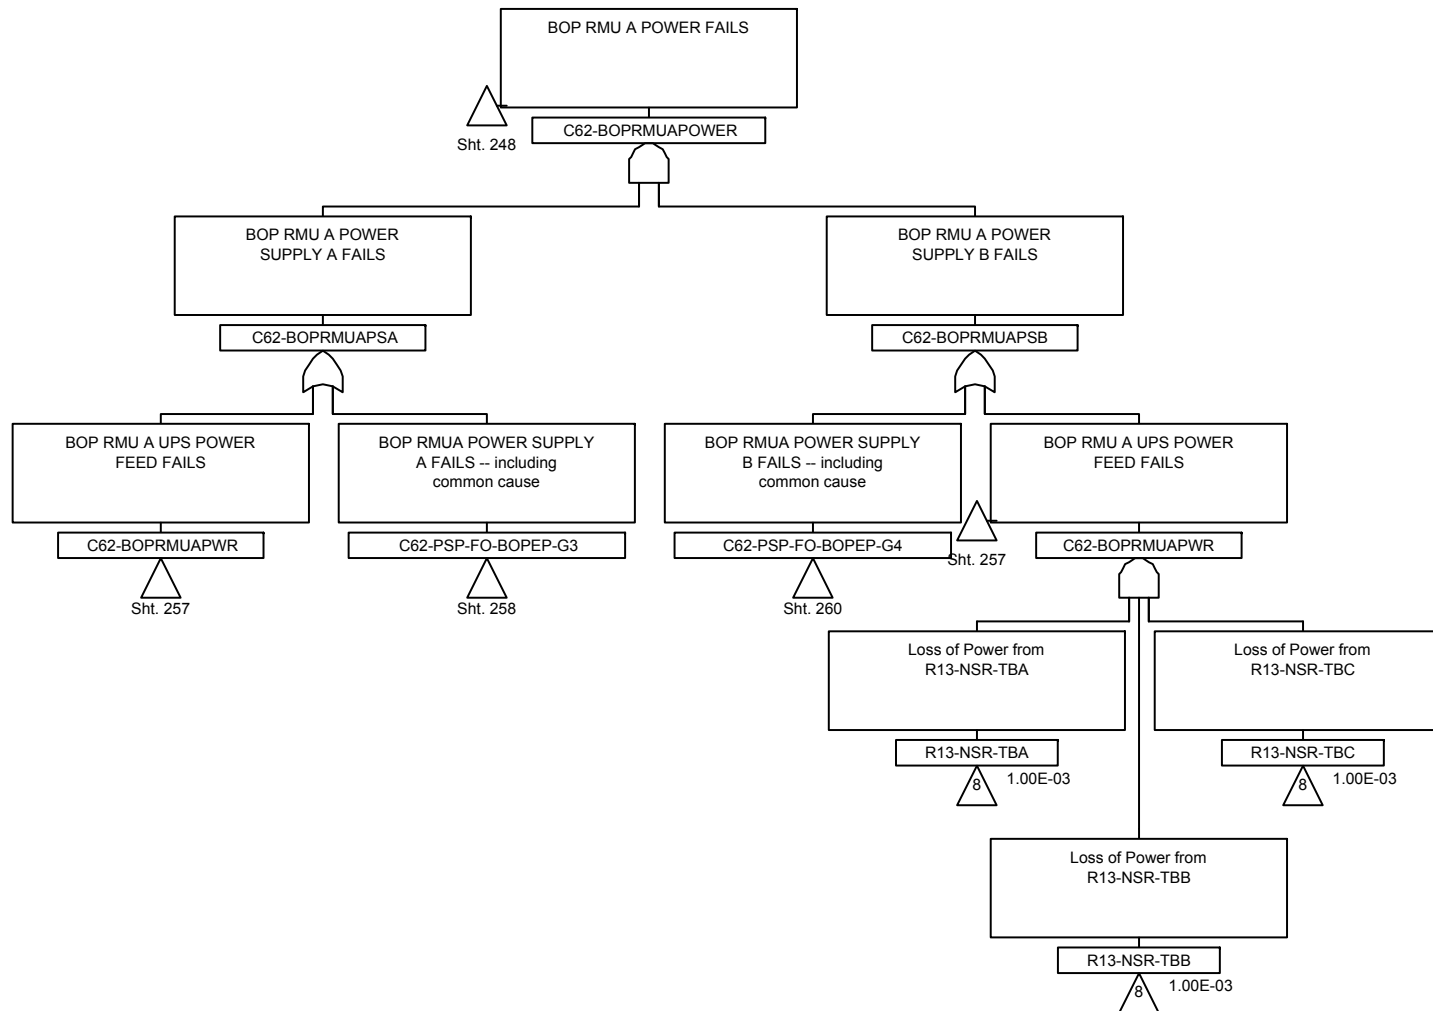 BOP RMU A POWER FAILS
Sht. 248
C62-BOPRMUAPOWER
BOP RMU A POWER
SUPPLY A FAILS
C62-BOPRMUAPSA
BOP RMU A POWER
SUPPLY B FAILS
C62-BOPRMUAPSB
BOP RMU A UPS POWER
FEED FAILS
C62-BOPRMUAPWR
Sht. 257
BOP RMUA POWER SUPPLY
A FAILS -- including
common cause
C62-PSP-FO-BOPEP-G3
Sht. 258
BOP RMUA POWER SUPPLY
B FAILS -- including
common cause
C62-PSP-FO-BOPEP-G4
Sht. 260
BOP RMU A UPS POWER
FEED FAILS
Sht. 257
C62-BOPRMUAPWR
Loss of Power from
R13-NSR-TBA
R13-NSR-TBA
8
1.00E-03
Loss of Power from
R13-NSR-TBC
R13-NSR-TBC
8
1.00E-03
Loss of Power from
R13-NSR-TBB
R13-NSR-TBB
8
1.00E-03